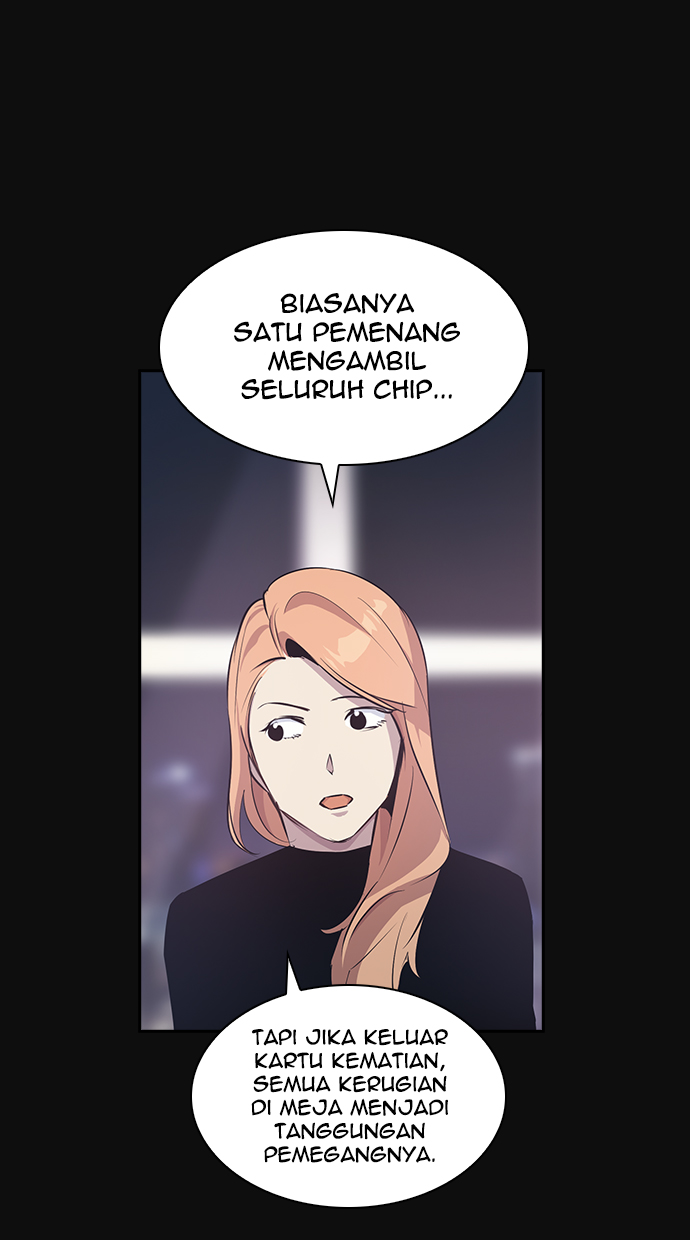 BIASANYA
SATU PEMENANG
MENGAMBIL
SELURUH CHIP...
TAPI JIKA KELUAR
KARTU KEMATIAN,
SEMUA KERUGIAN
DI MEJA MENJADI
TANGGUNGAN
PEMEGANGNYA.